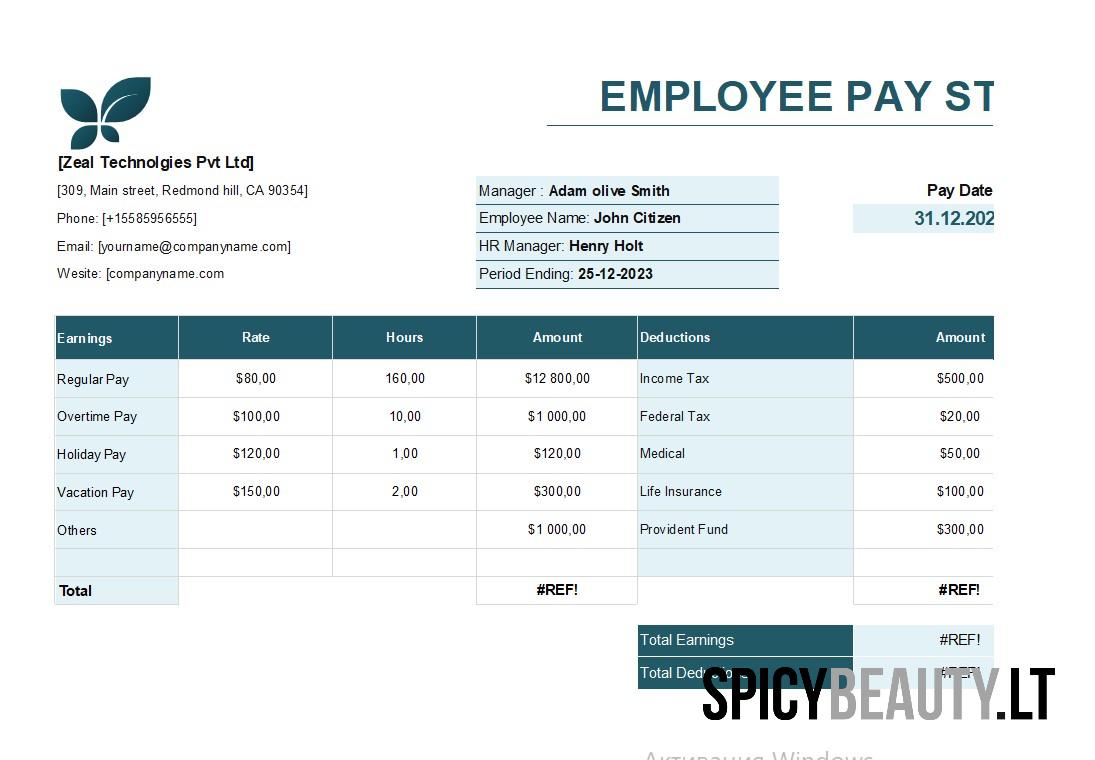 EMPLOYEE PAY ST
[Zeal Technolgies Pvt Ltd]
[309, Main street, Redmond hill, CA 90354]
Phone: [+15585956555]
Email: [yourname@companyname.com]
Wesite: [companyname.com
Manager : Adam olive Smith
Employee Name: John Citizen
HR Manager: Henry Holt
Period Ending: 25-12-2023
Pay Date
31.12.202
Earnings Rate Hours Amount Deductions Amount
Regular Pay $80,00 160,00 $12 800,00 Income Tax $500,00
Overtime Pay $100,00 10,00 $1 000,00 Federal Tax $20,00
Holiday Pay $120,00 1,00 $120,00 Medical $50,00
Vacation Pay $150,00 2,00 $300,00 Life Insurance $100,00
Others $1 000,00 Provident Fund $300,00
Total #REF! #REF!
Total Earnings #REF!
Total Deductions #REF!
SPICYBEAUTY.LT
Активация Windows